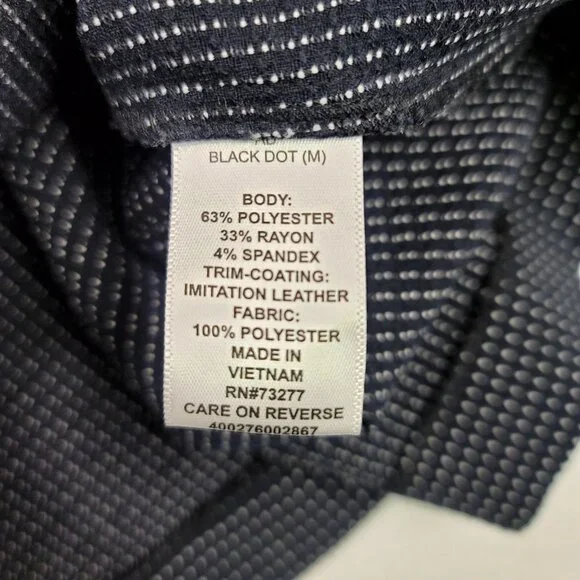 BLACK DOT (M)
BODY:
63% POLYESTER
33% RAYON
4% SPANDEX
TRIM-COATING:
IMITATION LEATHER
FABRIC:
100% POLYESTER
MADE IN
VIETNAM
RN#73277
CARE ON REVERSE
400276002867